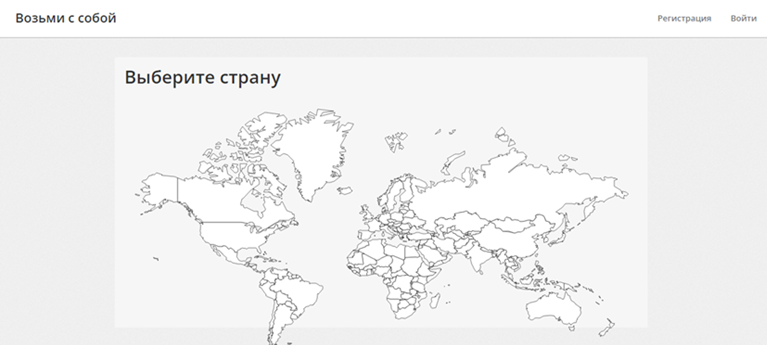 Возьми с собой
Регистрация Войти
Выберите страну